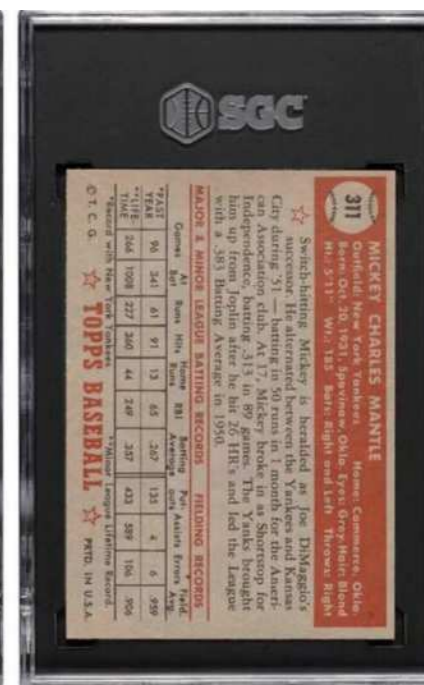 SGC
311
MICKEY CHARLES MANTLE
Outfield: New York Yankees Home: Commerce, Okla.
Born: Oct. 20, 1931, Spavinaw, Okla. Eyes: Grey Hair: Blond
Ht.: 5'11" Wt.: 185 Bats: Right and Left Throws: Right
Switch-hitting Mickey is heralded as Joe DiMaggio's
successor. He alternated between the Yankees and Kansas
City during '51 — batting in 50 runs in 1 month for the Ameri-
can Association club. At 17, Mickey broke in as Shortstop for
Independence, batting .313 in 89 games. The Yanks brought
him up from Joplin after he hit 26 HR's and led the League
with a .383 Batting Average in 1950.
MAJOR & MINOR LEAGUE BATTING RECORDS FIELDING RECORDS
Games At Bat Runs Hits Home Runs RBI Batting Average Put-outs Assists Errors Field. Avg.
*PAST YEAR 96 341 61 91 13 65 .267 135 4 6 .959
**LIFE-TIME 266 1008 227 360 44 249 .357 433 589 106 .906
*Record with New York Yankees **Minor League Lifetime Record.
© T. C. G. ☆ TOPPS BASEBALL ☆ PRTD. IN U.S.A.